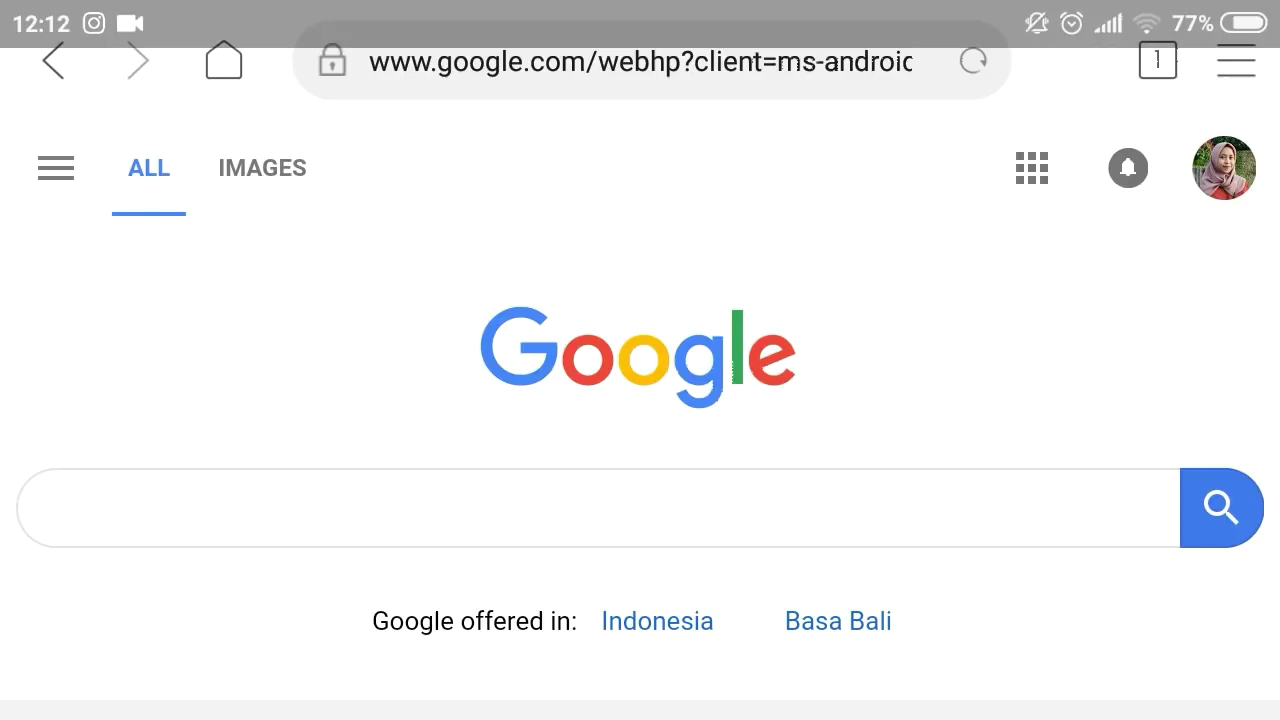 12:12 77%
www.google.com/webhp?client=ms-androic 1
ALL IMAGES
Google
Google offered in: Indonesia Basa Bali